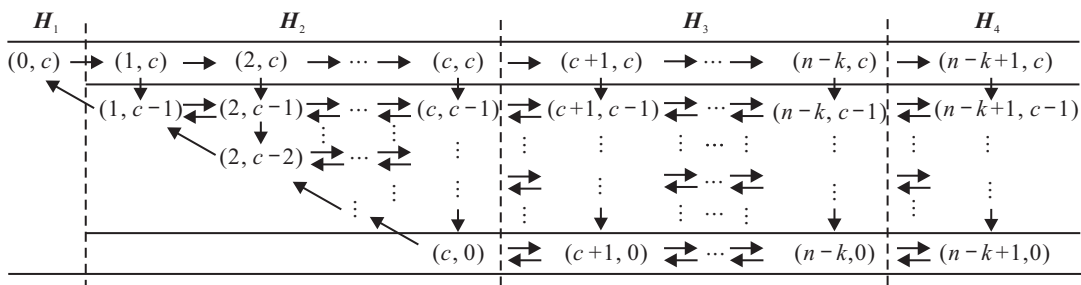 H₁ H₂ H₃ H₄
(0, c) (1, c) (2, c) ··· (c, c) (c+1, c) ··· (n−k, c) (n−k+1, c)
(1, c−1) (2, c−1) ··· (c, c−1) (c+1, c−1) ··· (n−k, c−1) (n−k+1, c−1)
(2, c−2) ···
(c, 0) (c+1, 0) ··· (n−k,0) (n−k+1,0)